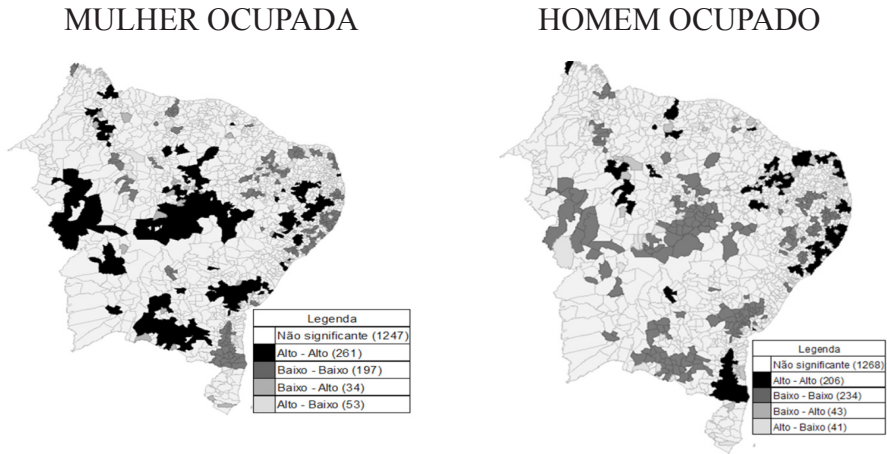 MULHER OCUPADA
HOMEM OCUPADO
Legenda
Não significante (1247)
Alto - Alto (261)
Baixo - Baixo (197)
Baixo - Alto (34)
Alto - Baixo (53)
Legenda
Não significante (1268)
Alto - Alto (206)
Baixo - Baixo (234)
Baixo - Alto (43)
Alto - Baixo (41)